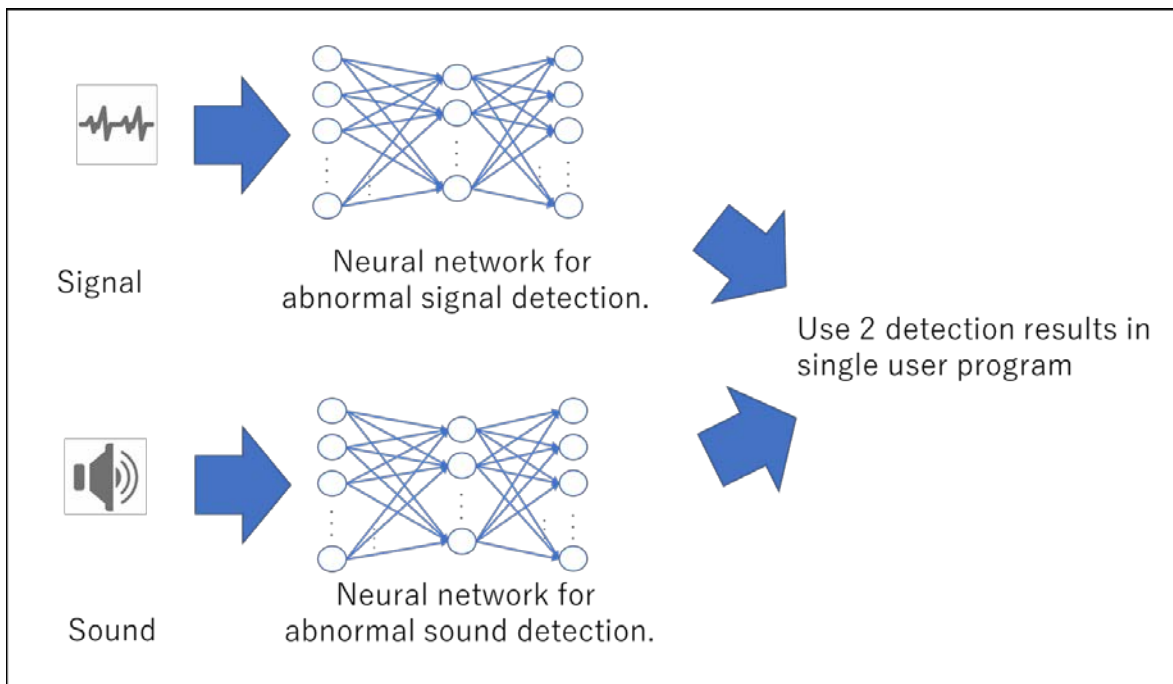 Signal
Neural network for
abnormal signal detection.
Use 2 detection results in
single user program
Sound
Neural network for
abnormal sound detection.